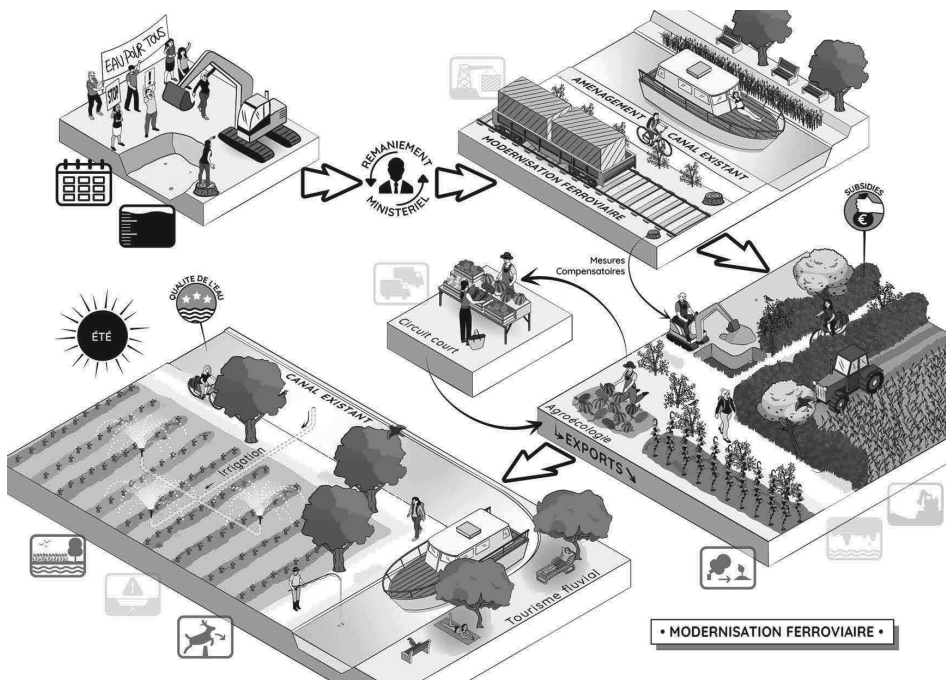 EAU POUR TOUS
STOP
REMANIEMENT
MINISTERIEL
AMENAGEMENT CANAL EXISTANT
MODERNISATION FERROVIAIRE
SUBSIDIES
€
Mesures
Compensatoires
QUALITE DE L'EAU
ÉTÉ
Circuit court
CANAL EXISTANT
Agroécologie
EXPORTS
Irrigation
Tourisme fluvial
• MODERNISATION FERROVIAIRE •